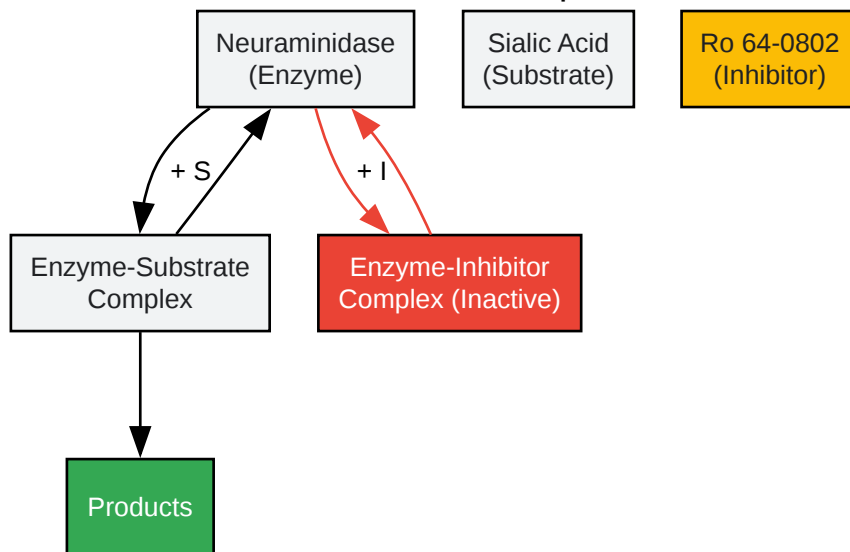 Neuraminidase
(Enzyme)
Sialic Acid
(Substrate)
Ro 64-0802
(Inhibitor)
+ S
+ I
Enzyme-Substrate
Complex
Enzyme-Inhibitor
Complex (Inactive)
Products